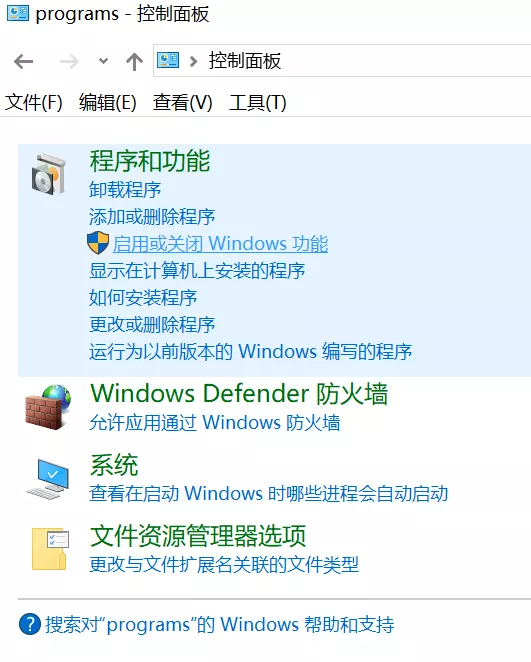 programs - 控制面板
控制面板
文件(F) 编辑(E) 查看(V) 工具(T)
程序和功能
卸载程序
添加或删除程序
启用或关闭 Windows 功能
显示在计算机上安装的程序
如何安装程序
更改或删除程序
运行为以前版本的 Windows 编写的程序
Windows Defender 防火墙
允许应用通过 Windows 防火墙
系统
查看在启动 Windows 时哪些进程会自动启动
文件资源管理器选项
更改与文件扩展名关联的文件类型
搜索对“programs”的 Windows 帮助和支持